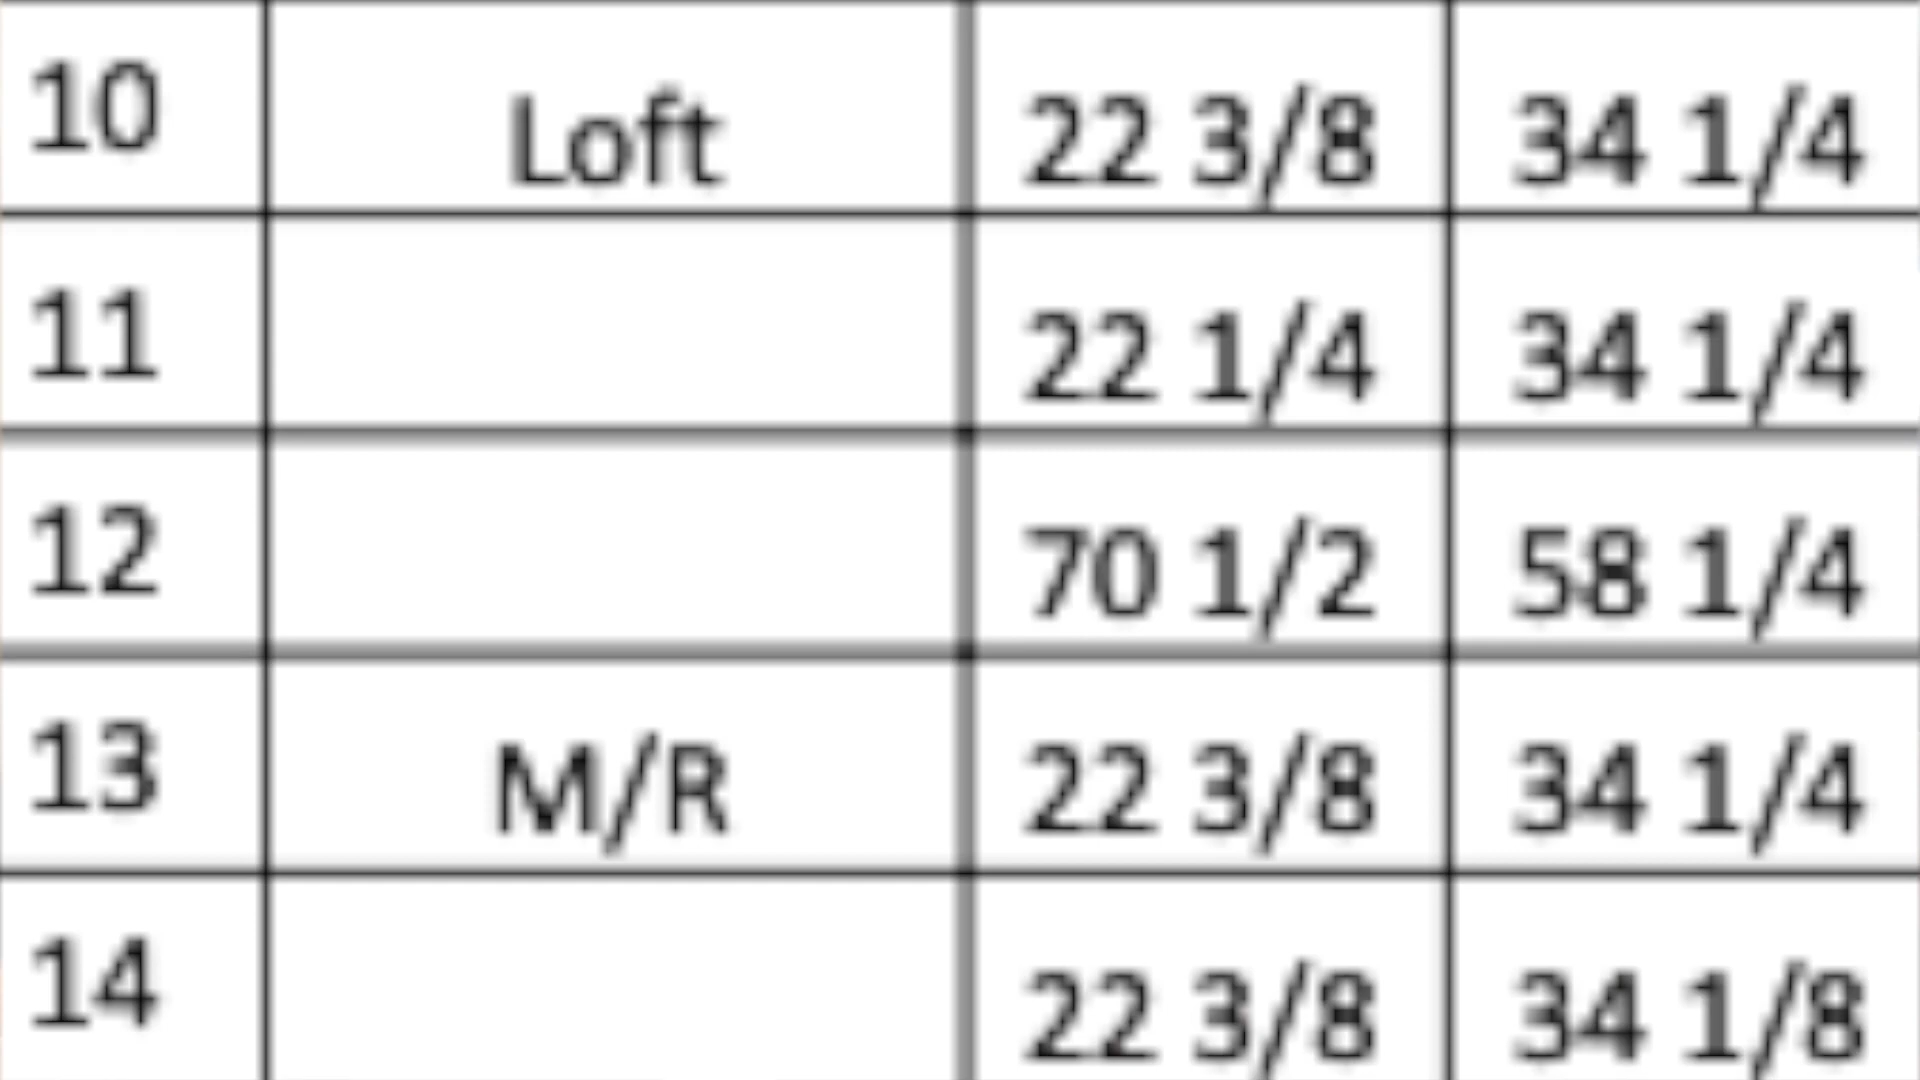 10 Loft 22 3/8 34 1/4
11 22 1/4 34 1/4
12 70 1/2 58 1/4
13 M/R 22 3/8 34 1/4
14 22 3/8 34 1/8